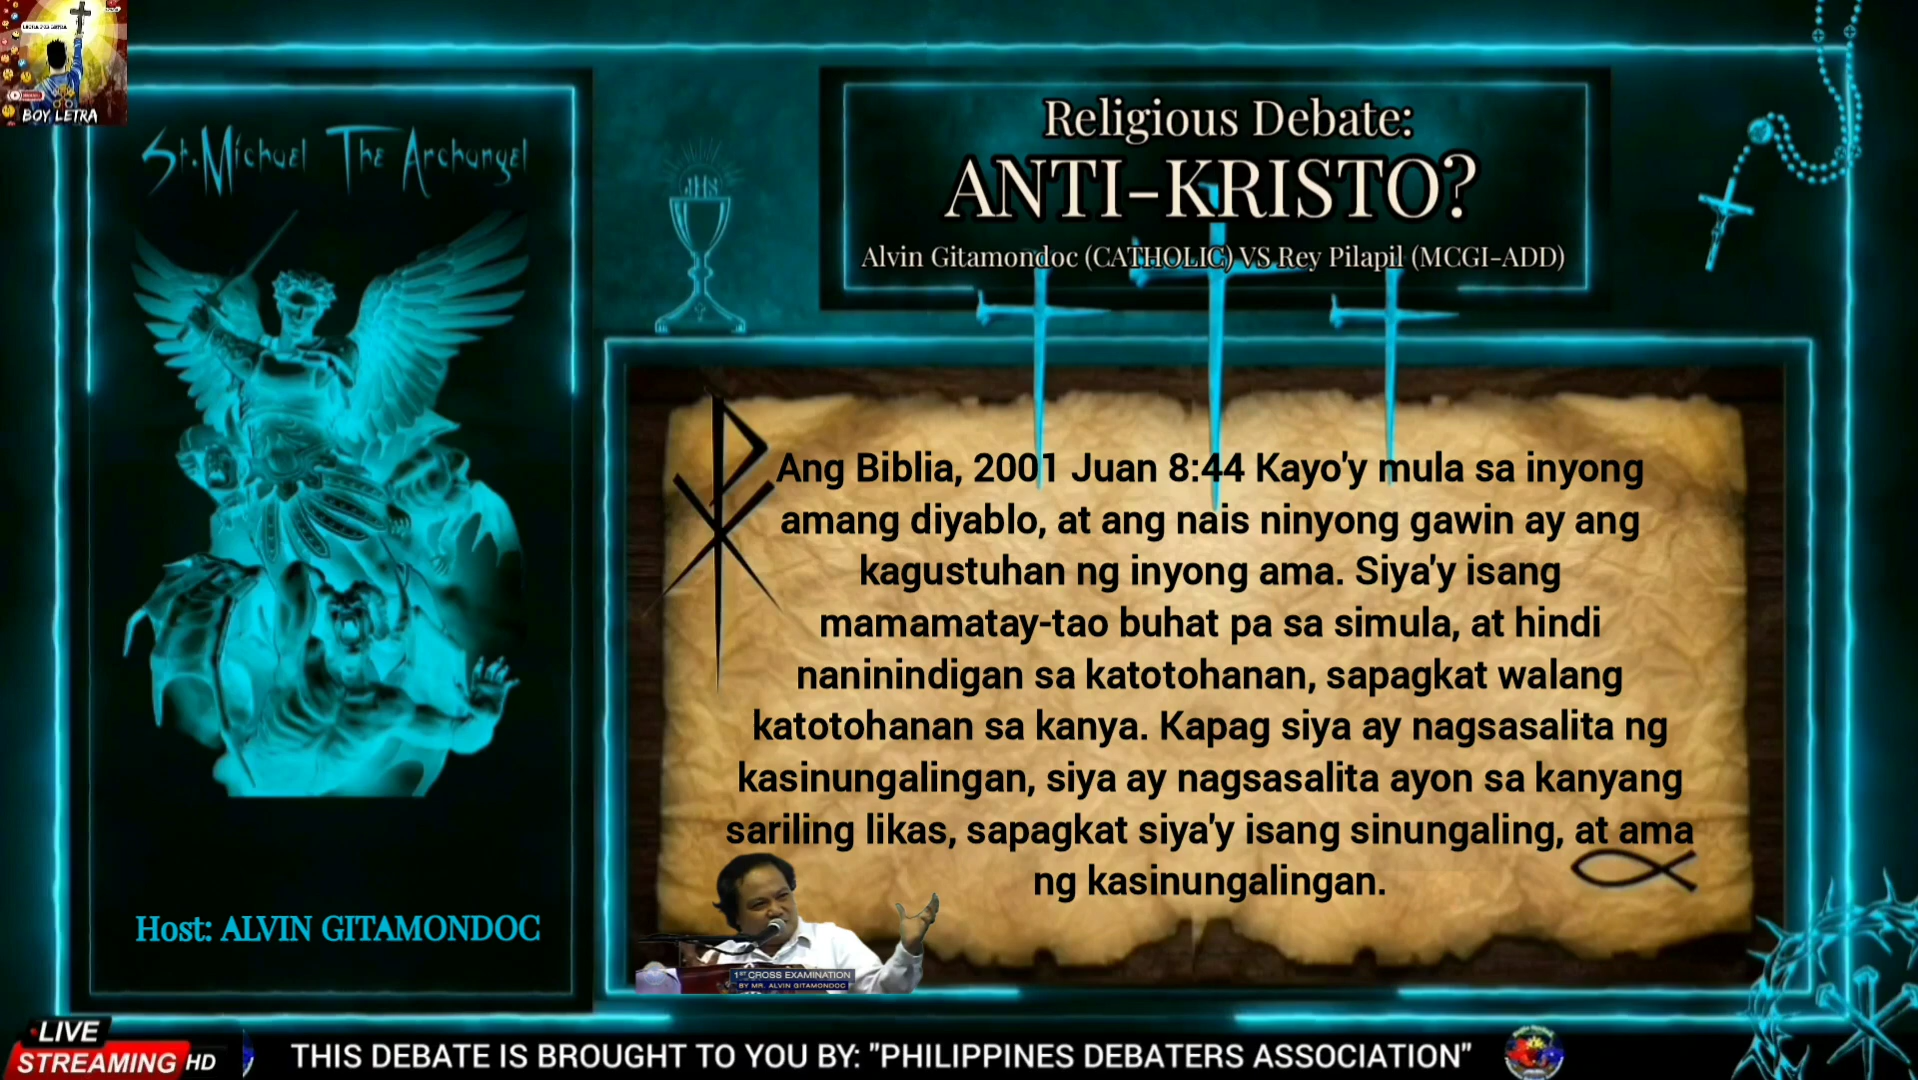 BOY LETRA
St.Michael The Archangel
JHS
Religious Debate:
ANTI-KRISTO?
Alvin Gitamondoc (CATHOLIC) VS Rey Pilapil (MCGI-ADD)
Ang Biblia, 2001 Juan 8:44 Kayo'y mula sa inyong
amang diyablo, at ang nais ninyong gawin ay ang
kagustuhan ng inyong ama. Siya'y isang
mamamatay-tao buhat pa sa simula, at hindi
naninindigan sa katotohanan, sapagkat walang
katotohanan sa kanya. Kapag siya ay nagsasalita ng
kasinungalingan, siya ay nagsasalita ayon sa kanyang
sariling likas, sapagkat siya'y isang sinungaling, at ama
ng kasinungalingan.
Host: ALVIN GITAMONDOC
1ST CROSS EXAMINATION
BY MR. ALVIN GITAMONDOC
LIVE
STREAMING HD
THIS DEBATE IS BROUGHT TO YOU BY: "PHILIPPINES DEBATERS ASSOCIATION"